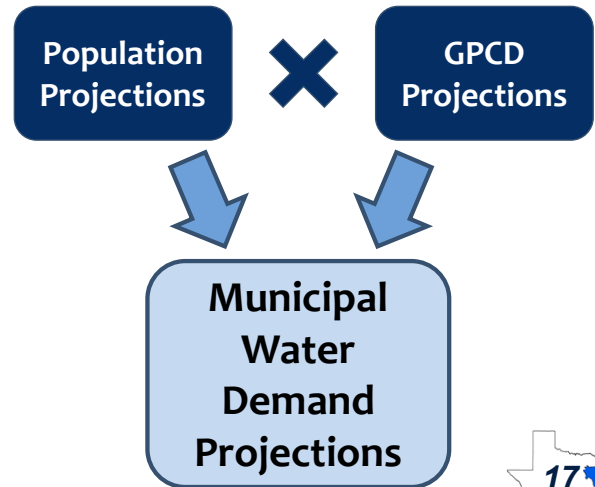 Population
Projections
GPCD
Projections
Municipal
Water
Demand
Projections
17